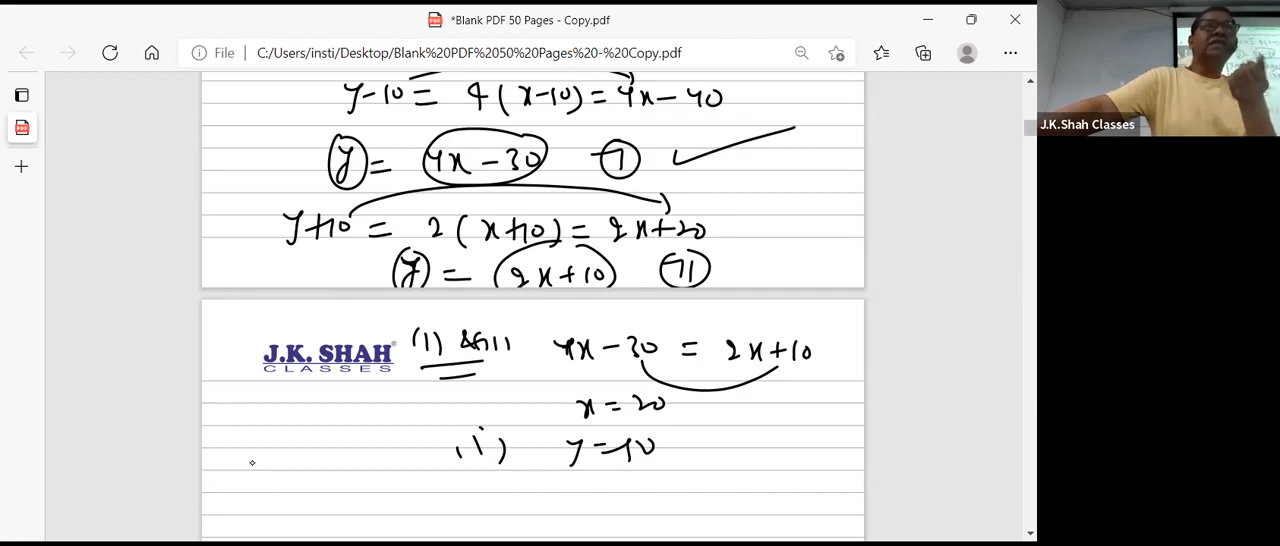 *Blank PDF 50 Pages - Copy.pdf
File | C:/Users/insti/Desktop/Blank%20PDF%2050%20Pages%20-%20Copy.pdf
y-10 = 4(x-10) = 4x-40
y = 4x-30 - I
y+10 = 2(x+10) = 2x+20
y = 2x+10 II
J.K. SHAH®
CLASSES
(I) & II 4x-30 = 2x+10
x = 20
(i) y =
J.K.Shah Classes